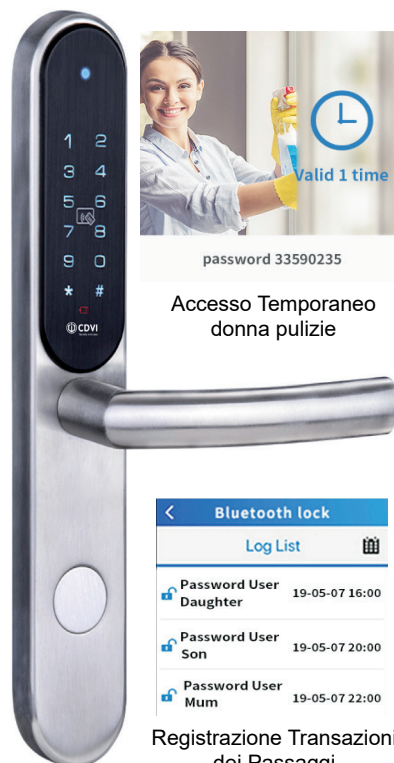 1 2
3 4
5 6
7 8
9 0
* #
CDVI
Valid 1 time
password 33590235
Accesso Temporaneo
donna pulizie
< Bluetooth lock
Log List
Password User
Daughter 19-05-07 16:00
Password User
Son 19-05-07 20:00
Password User
Mum 19-05-07 22:00
Registrazione Transazioni
dei Passaggi